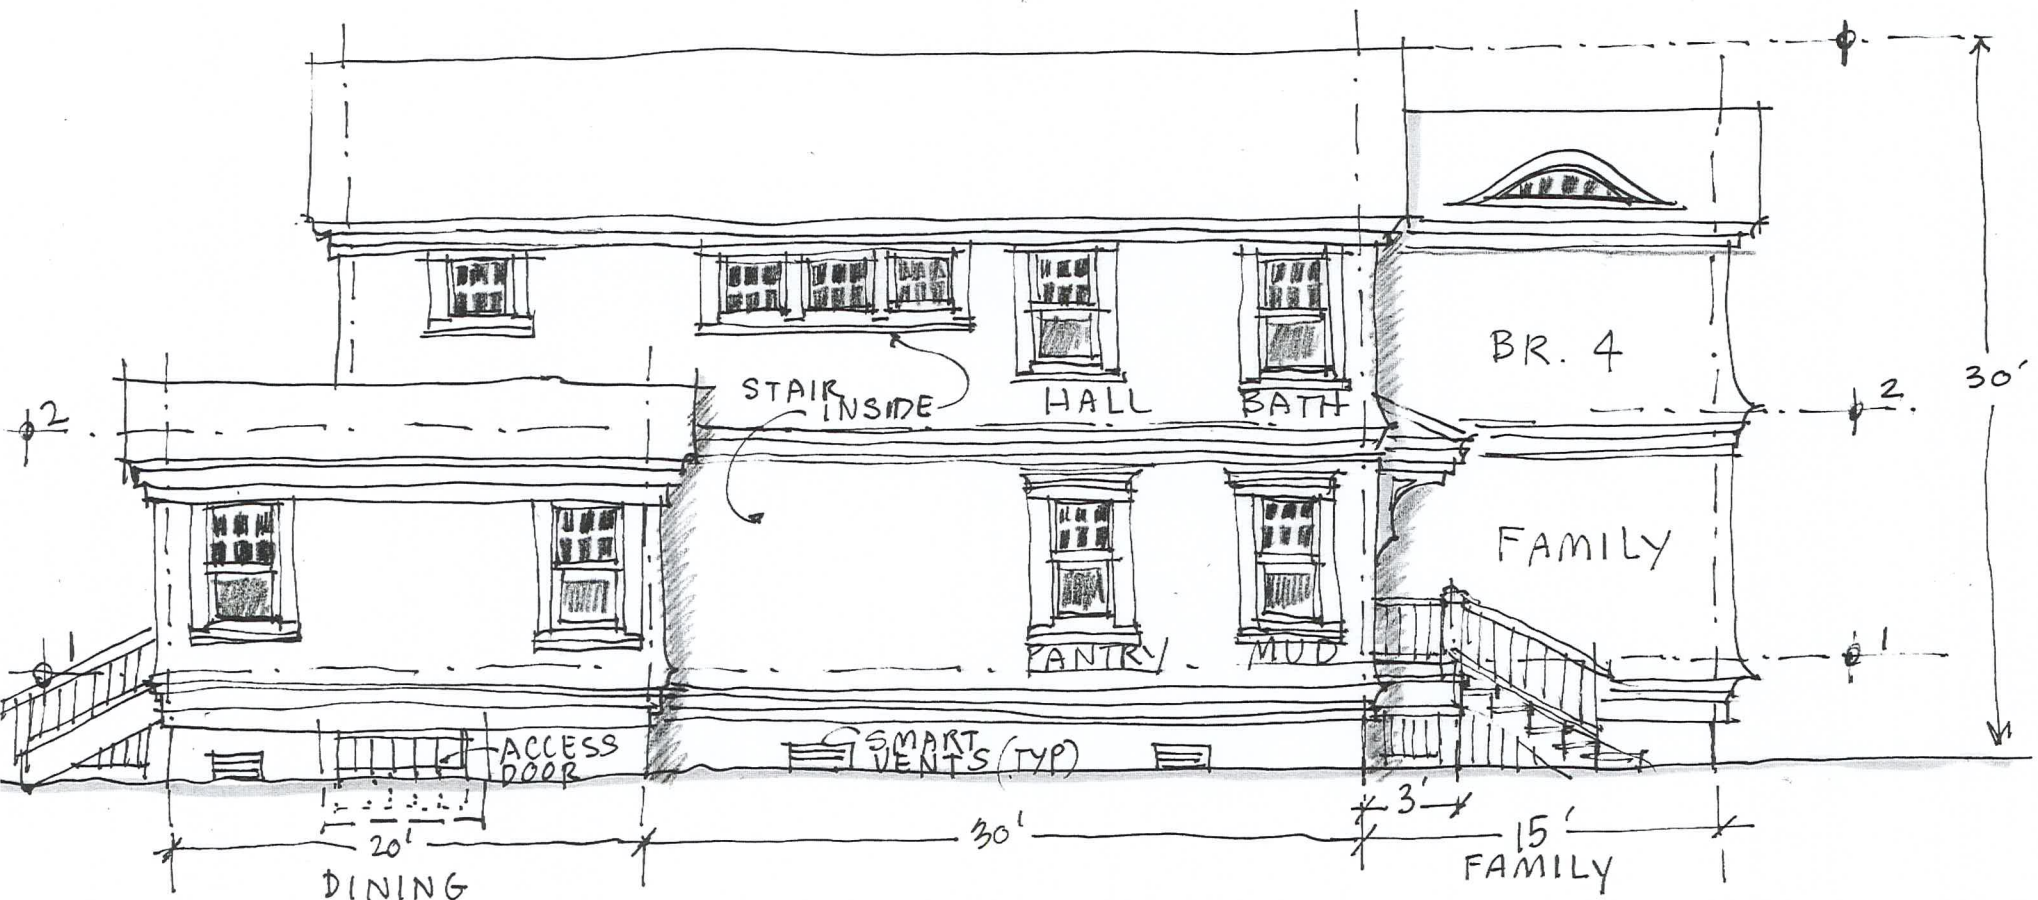 30'
BR. 4
2
2
STAIR
INSIDE
HALL
BATH
FAMILY
1
1
PANTRY
MUD
ACCESS
DOOR
SMART
VENTS (TYP)
3'
20'
30'
15'
DINING
FAMILY